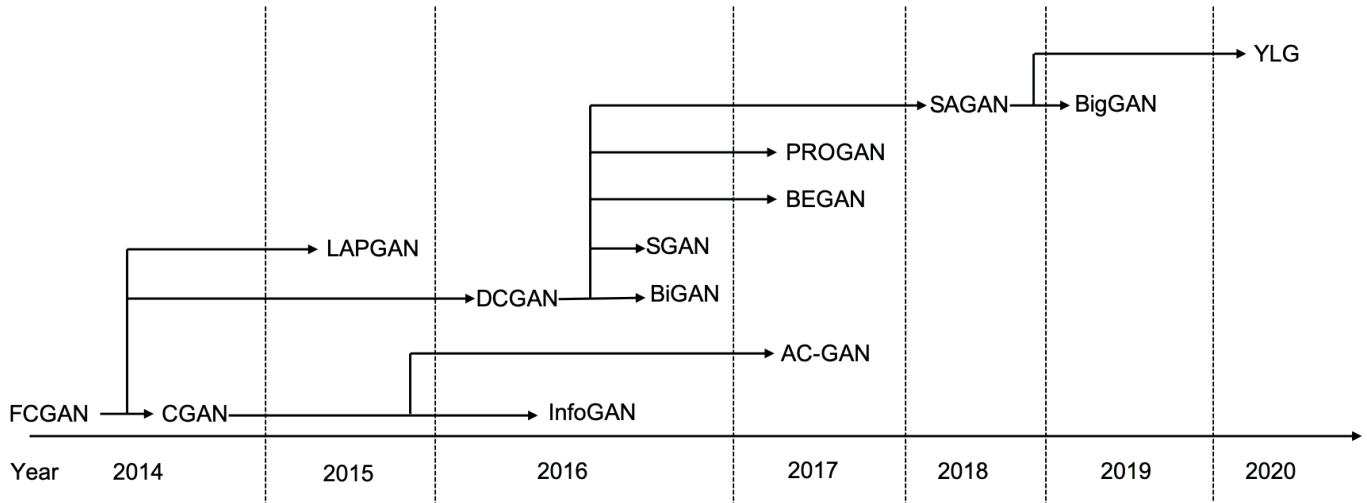 YLG
SAGAN
BigGAN
PROGAN
BEGAN
LAPGAN
SGAN
DCGAN
BiGAN
AC-GAN
FCGAN
CGAN
InfoGAN
Year 2014 2015 2016 2017 2018 2019 2020